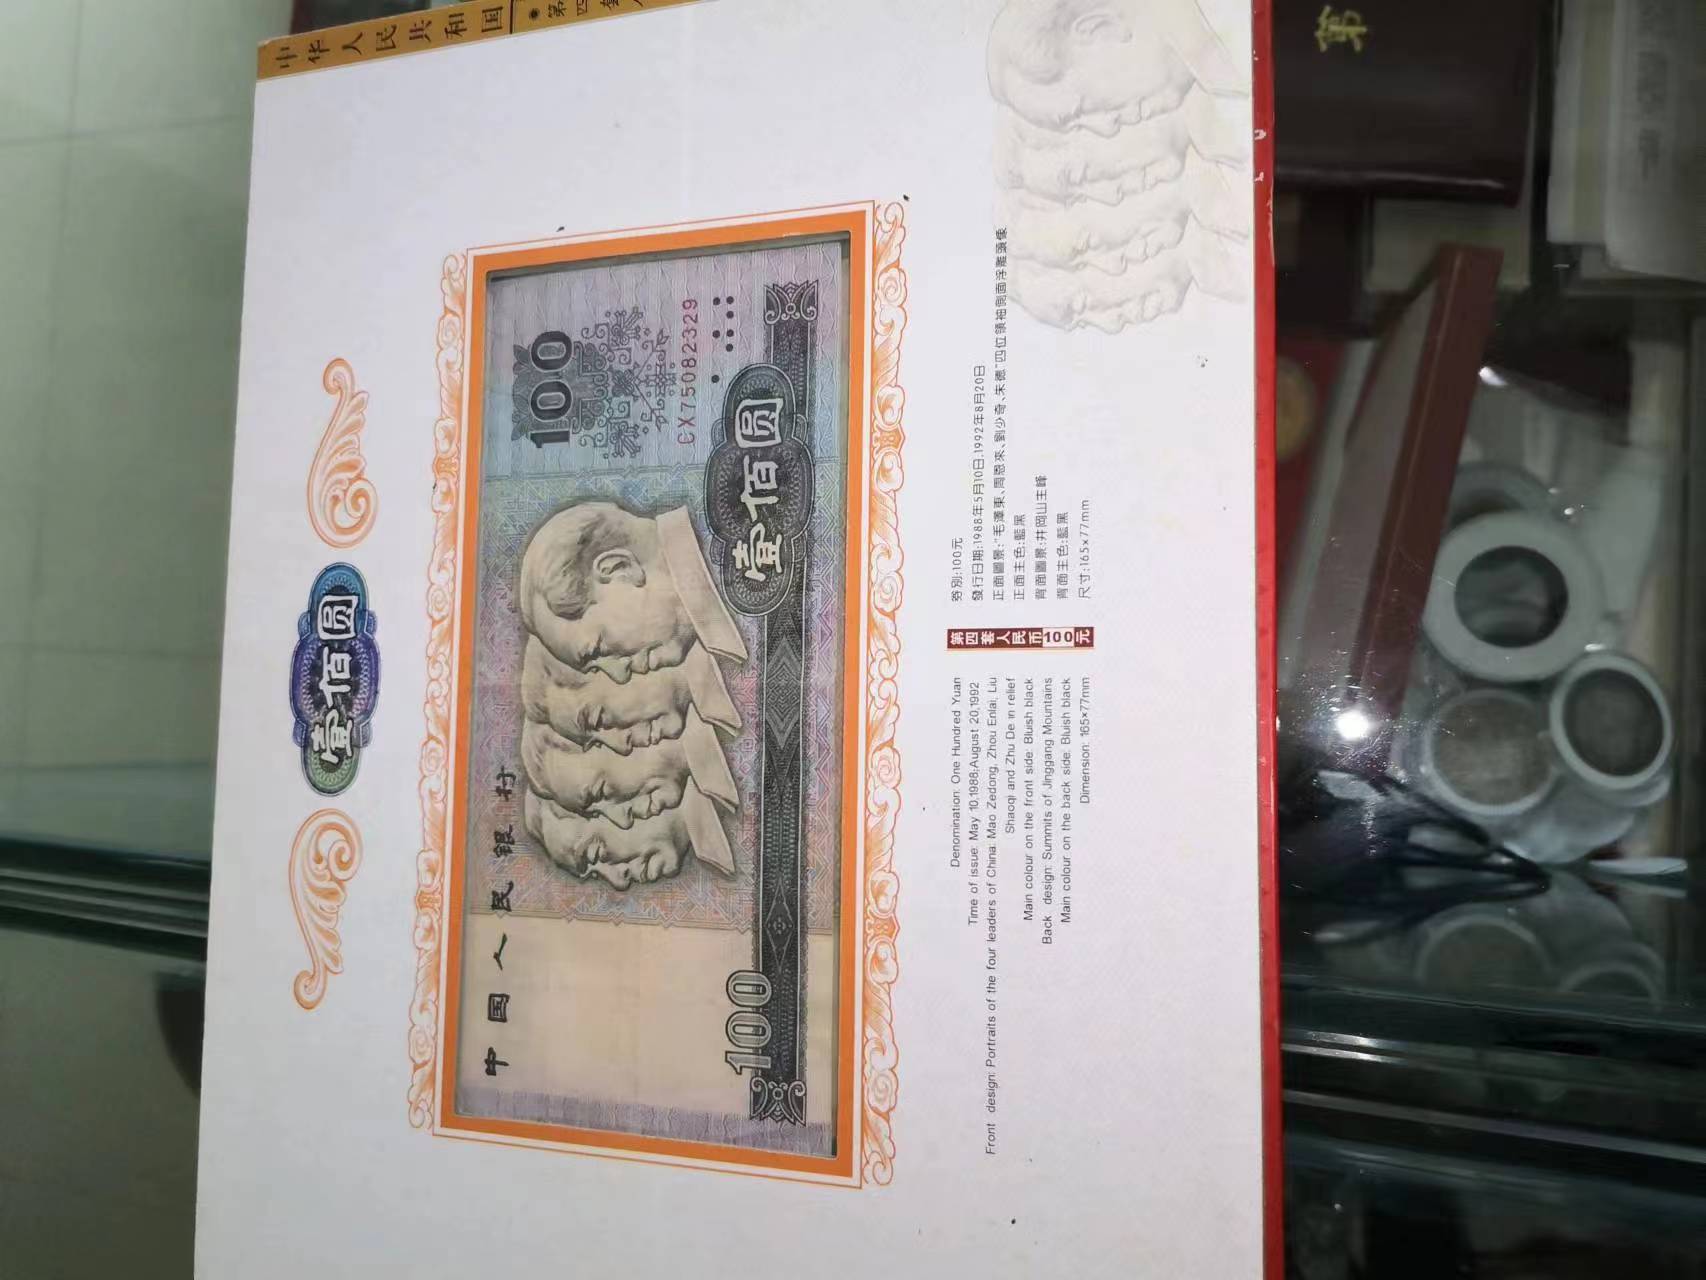 中华人民共和国
第四套人
壹佰圆
中国人民银行
100
CX75082329
壹佰圆
100
第四套人民币100元
券別:100元
發行日期:1988年5月10日,1992年8月20日
正面圖景:"毛澤東、周恩來、劉少奇、朱德"四位領袖側面浮雕頭像
正面主色:藍黑
背面圖景:井岡山主峰
背面主色:藍黑
尺寸:165×77mm
Denomination: One Hundred Yuan
Time of issue: May 10,1988;August 20,1992
Front design: Portraits of the four leaders of China: Mao Zedong, Zhou Enlai, Liu
Shaoqi and Zhu De in relief
Main colour on the front side: Bluish black
Back design: Summits of Jinggang Mountains
Main colour on the back side: Bluish black
Dimension: 165×77mm
第